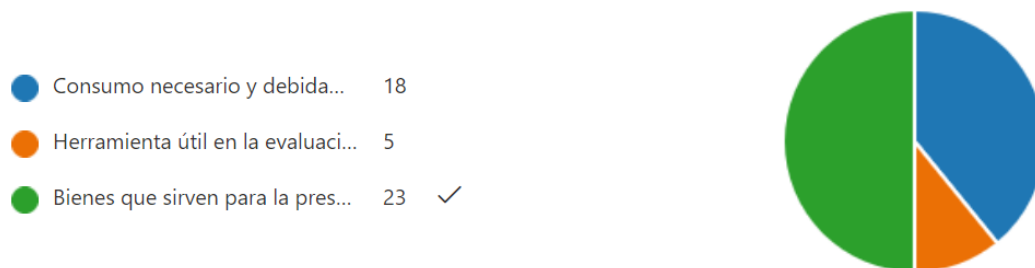 Consumo necesario y debida... 18
Herramienta útil en la evaluaci... 5
Bienes que sirven para la pres... 23